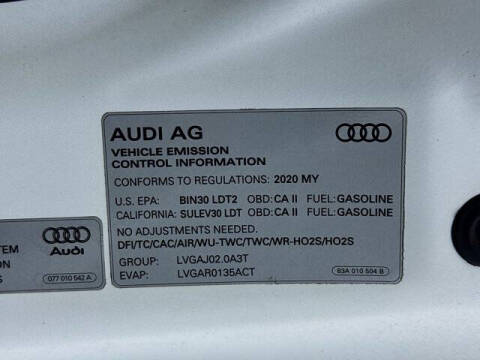 AUDI AG
VEHICLE EMISSION
CONTROL INFORMATION
CONFORMS TO REGULATIONS: 2020 MY
U.S. EPA: BIN30 LDT2 OBD: CA II FUEL: GASOLINE
CALIFORNIA: SULEV30 LDT OBD: CA II FUEL: GASOLINE
NO ADJUSTMENTS NEEDED.
DFI/TC/CAC/AIR/WU-TWC/TWC/WR-HO2S/HO2S
GROUP: LVGAJ02.0A3T
EVAP: LVGAR0135ACT
83A 010 504 B
TEM
ON
S
Audi
077 010 542 A